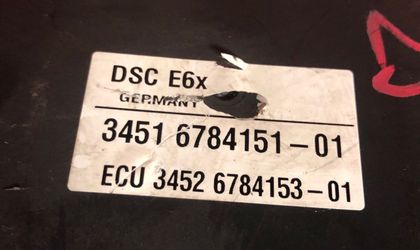 DSC E6x
GERMANY
3451 6784151-01
ECU 3452 6784153-01